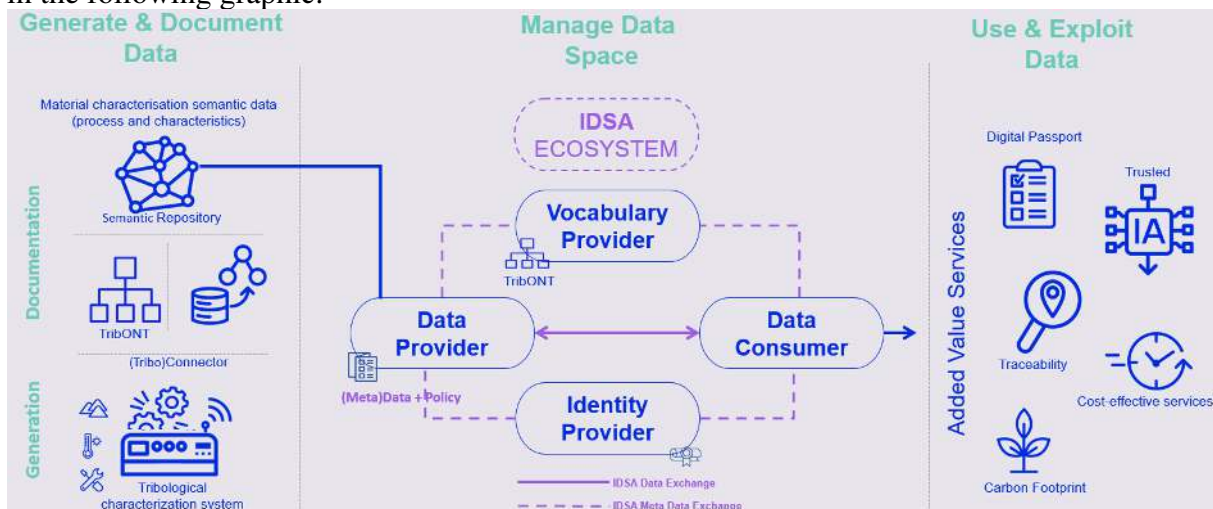 in the following graphic:
Generate & Document
Data
Manage Data
Space
Use & Exploit
Data
Material characterisation semantic data
(process and characteristics)
Semantic Repository
Documentation
TribONT
(Tribo)Connector
Generation
Tribological
characterization system
IDSA
ECOSYSTEM
Vocabulary
Provider
TribONT
Data
Provider
Data
Consumer
(Meta)Data + Policy
Identity
Provider
IDSA Data Exchange
IDSA Meta Data Exchange
Added Value Services
Digital Passport
Trusted
IA
Traceability
Cost-effective services
Carbon Footprint